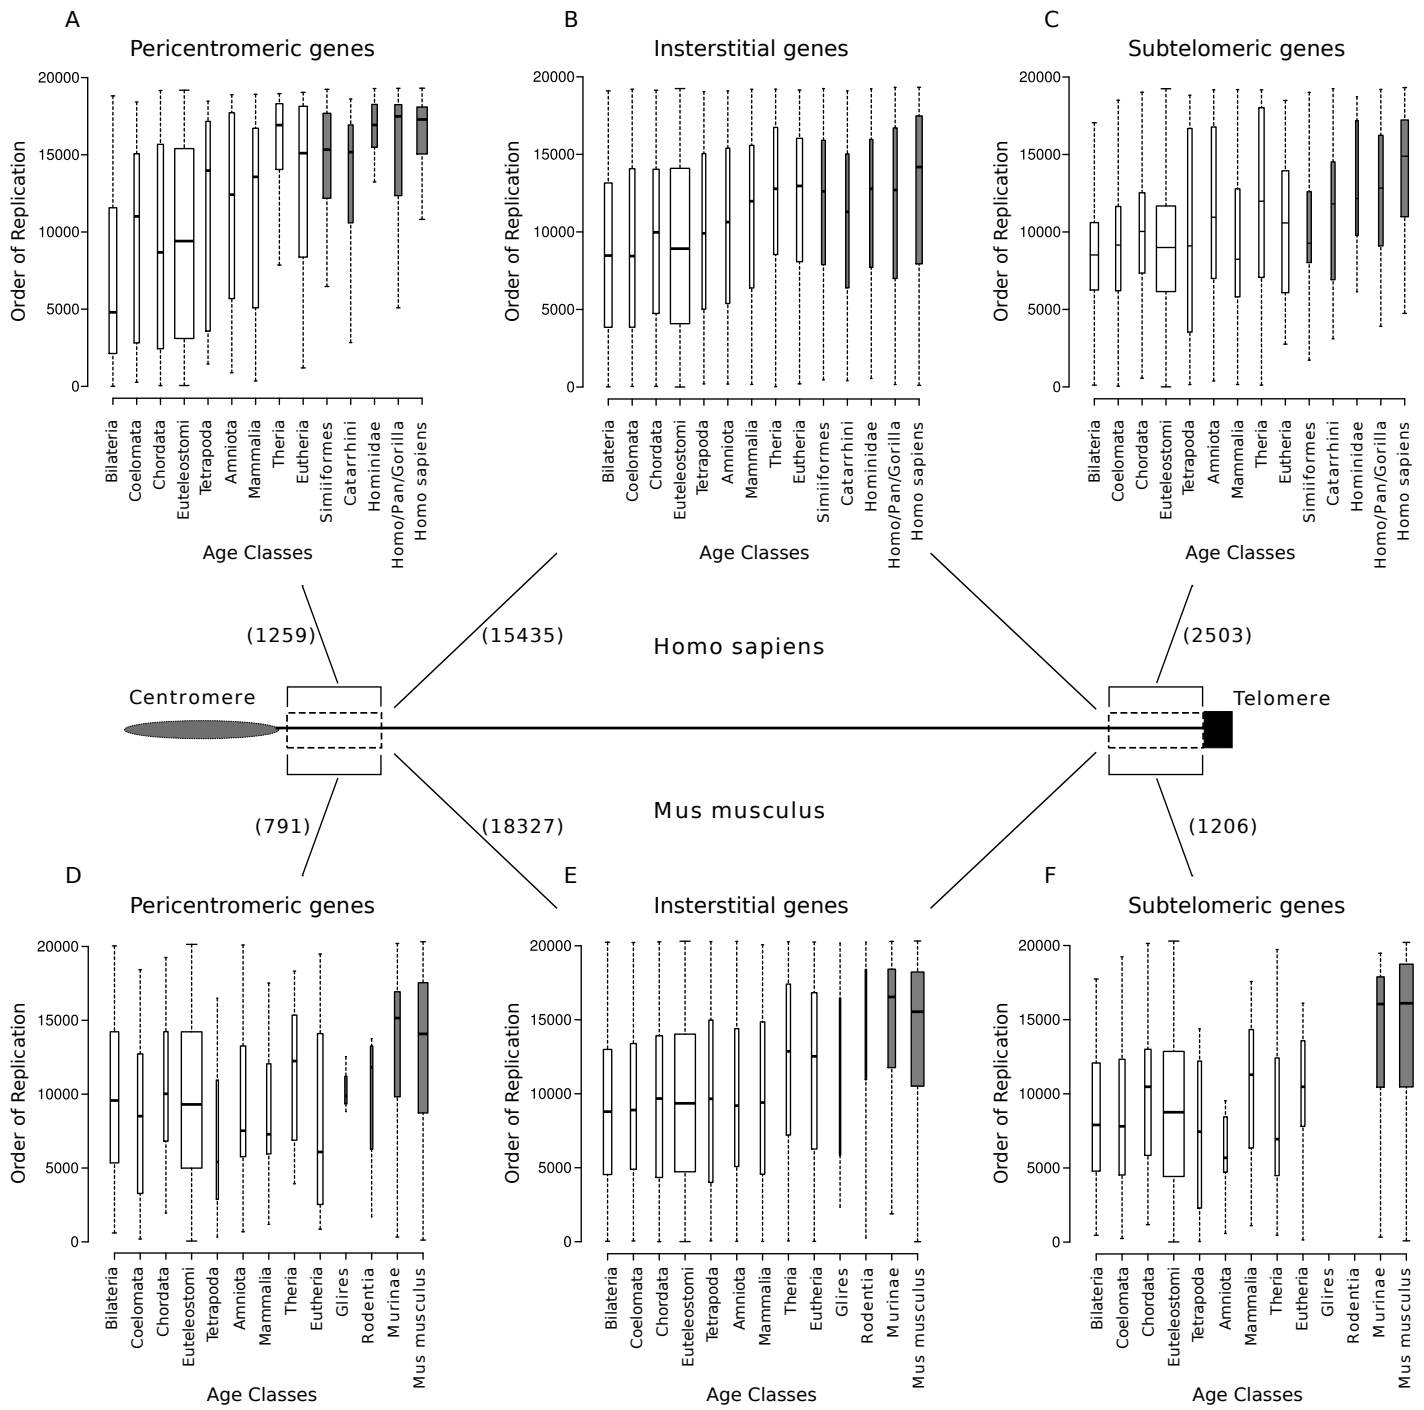 A
Pericentromeric genes
Order of Replication
20000
15000
10000
5000
0
Bilateria
Coelomata
Chordata
Euteleostomi
Tetrapoda
Amniota
Mammalia
Theria
Eutheria
Simiiformes
Catarrhini
Hominidae
Homo/Pan/Gorilla
Homo sapiens
Age Classes
B
Insterstitial genes
Order of Replication
20000
15000
10000
5000
0
Bilateria
Coelomata
Chordata
Euteleostomi
Tetrapoda
Amniota
Mammalia
Theria
Eutheria
Simiiformes
Catarrhini
Hominidae
Homo/Pan/Gorilla
Homo sapiens
Age Classes
C
Subtelomeric genes
Order of Replication
20000
15000
10000
5000
0
Bilateria
Coelomata
Chordata
Euteleostomi
Tetrapoda
Amniota
Mammalia
Theria
Eutheria
Simiiformes
Catarrhini
Hominidae
Homo/Pan/Gorilla
Homo sapiens
Age Classes
(1259)
(15435)
Homo sapiens
(2503)
Centromere
Telomere
(791)
(18327)
Mus musculus
(1206)
D
Pericentromeric genes
Order of Replication
20000
15000
10000
5000
0
Bilateria
Coelomata
Chordata
Euteleostomi
Tetrapoda
Amniota
Mammalia
Theria
Eutheria
Glires
Rodentia
Murinae
Mus musculus
Age Classes
E
Insterstitial genes
Order of Replication
20000
15000
10000
5000
0
Bilateria
Coelomata
Chordata
Euteleostomi
Tetrapoda
Amniota
Mammalia
Theria
Eutheria
Glires
Rodentia
Murinae
Mus musculus
Age Classes
F
Subtelomeric genes
Order of Replication
20000
15000
10000
5000
0
Bilateria
Coelomata
Chordata
Euteleostomi
Tetrapoda
Amniota
Mammalia
Theria
Eutheria
Glires
Rodentia
Murinae
Mus musculus
Age Classes